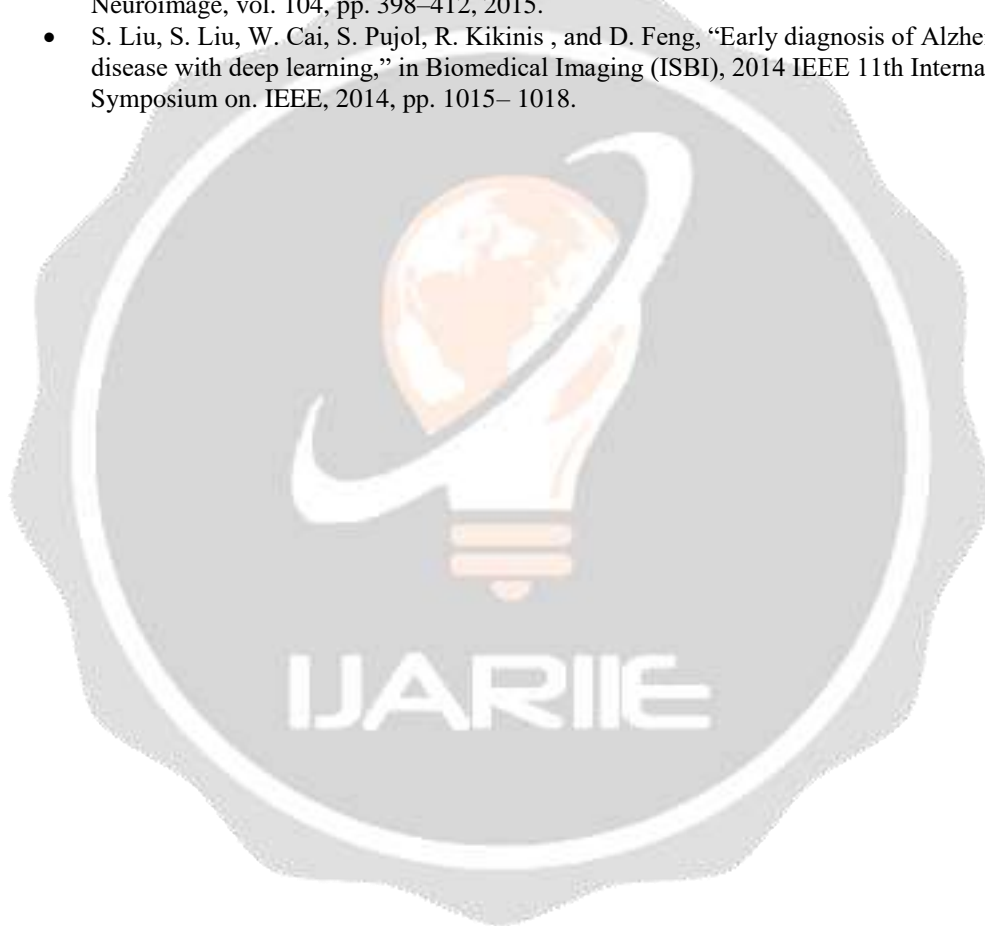 Neuroimage, vol. 104, pp. 398–412, 2015.
• S. Liu, S. Liu, W. Cai, S. Pujol, R. Kikinis , and D. Feng, “Early diagnosis of Alzhe
disease with deep learning,” in Biomedical Imaging (ISBI), 2014 IEEE 11th Interna
Symposium on. IEEE, 2014, pp. 1015– 1018.
IJARIIE